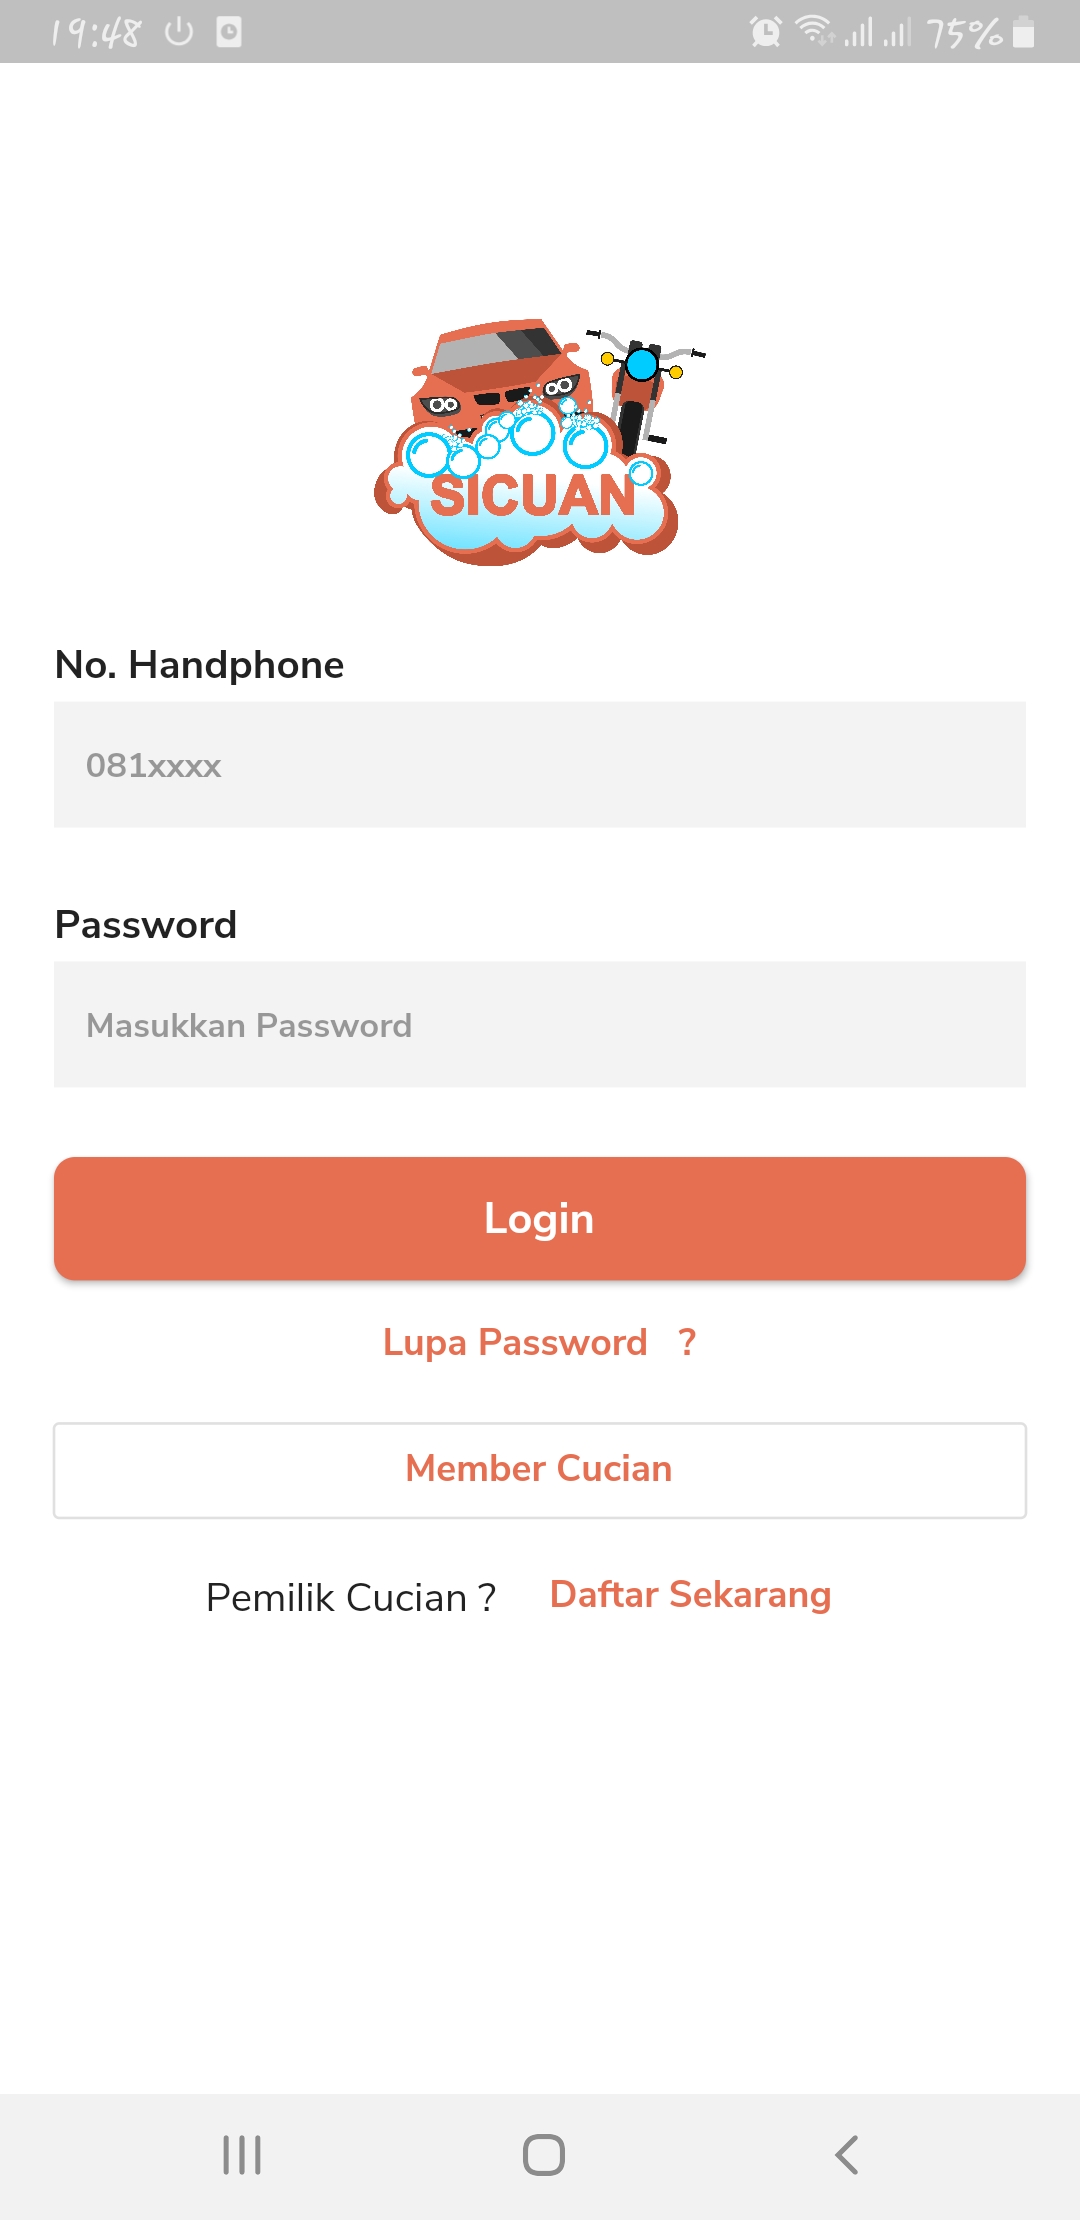 19:48 75%
SICUAN
No. Handphone
081xxxx
Password
Masukkan Password
Login
Lupa Password ?
Member Cucian
Pemilik Cucian ? Daftar Sekarang